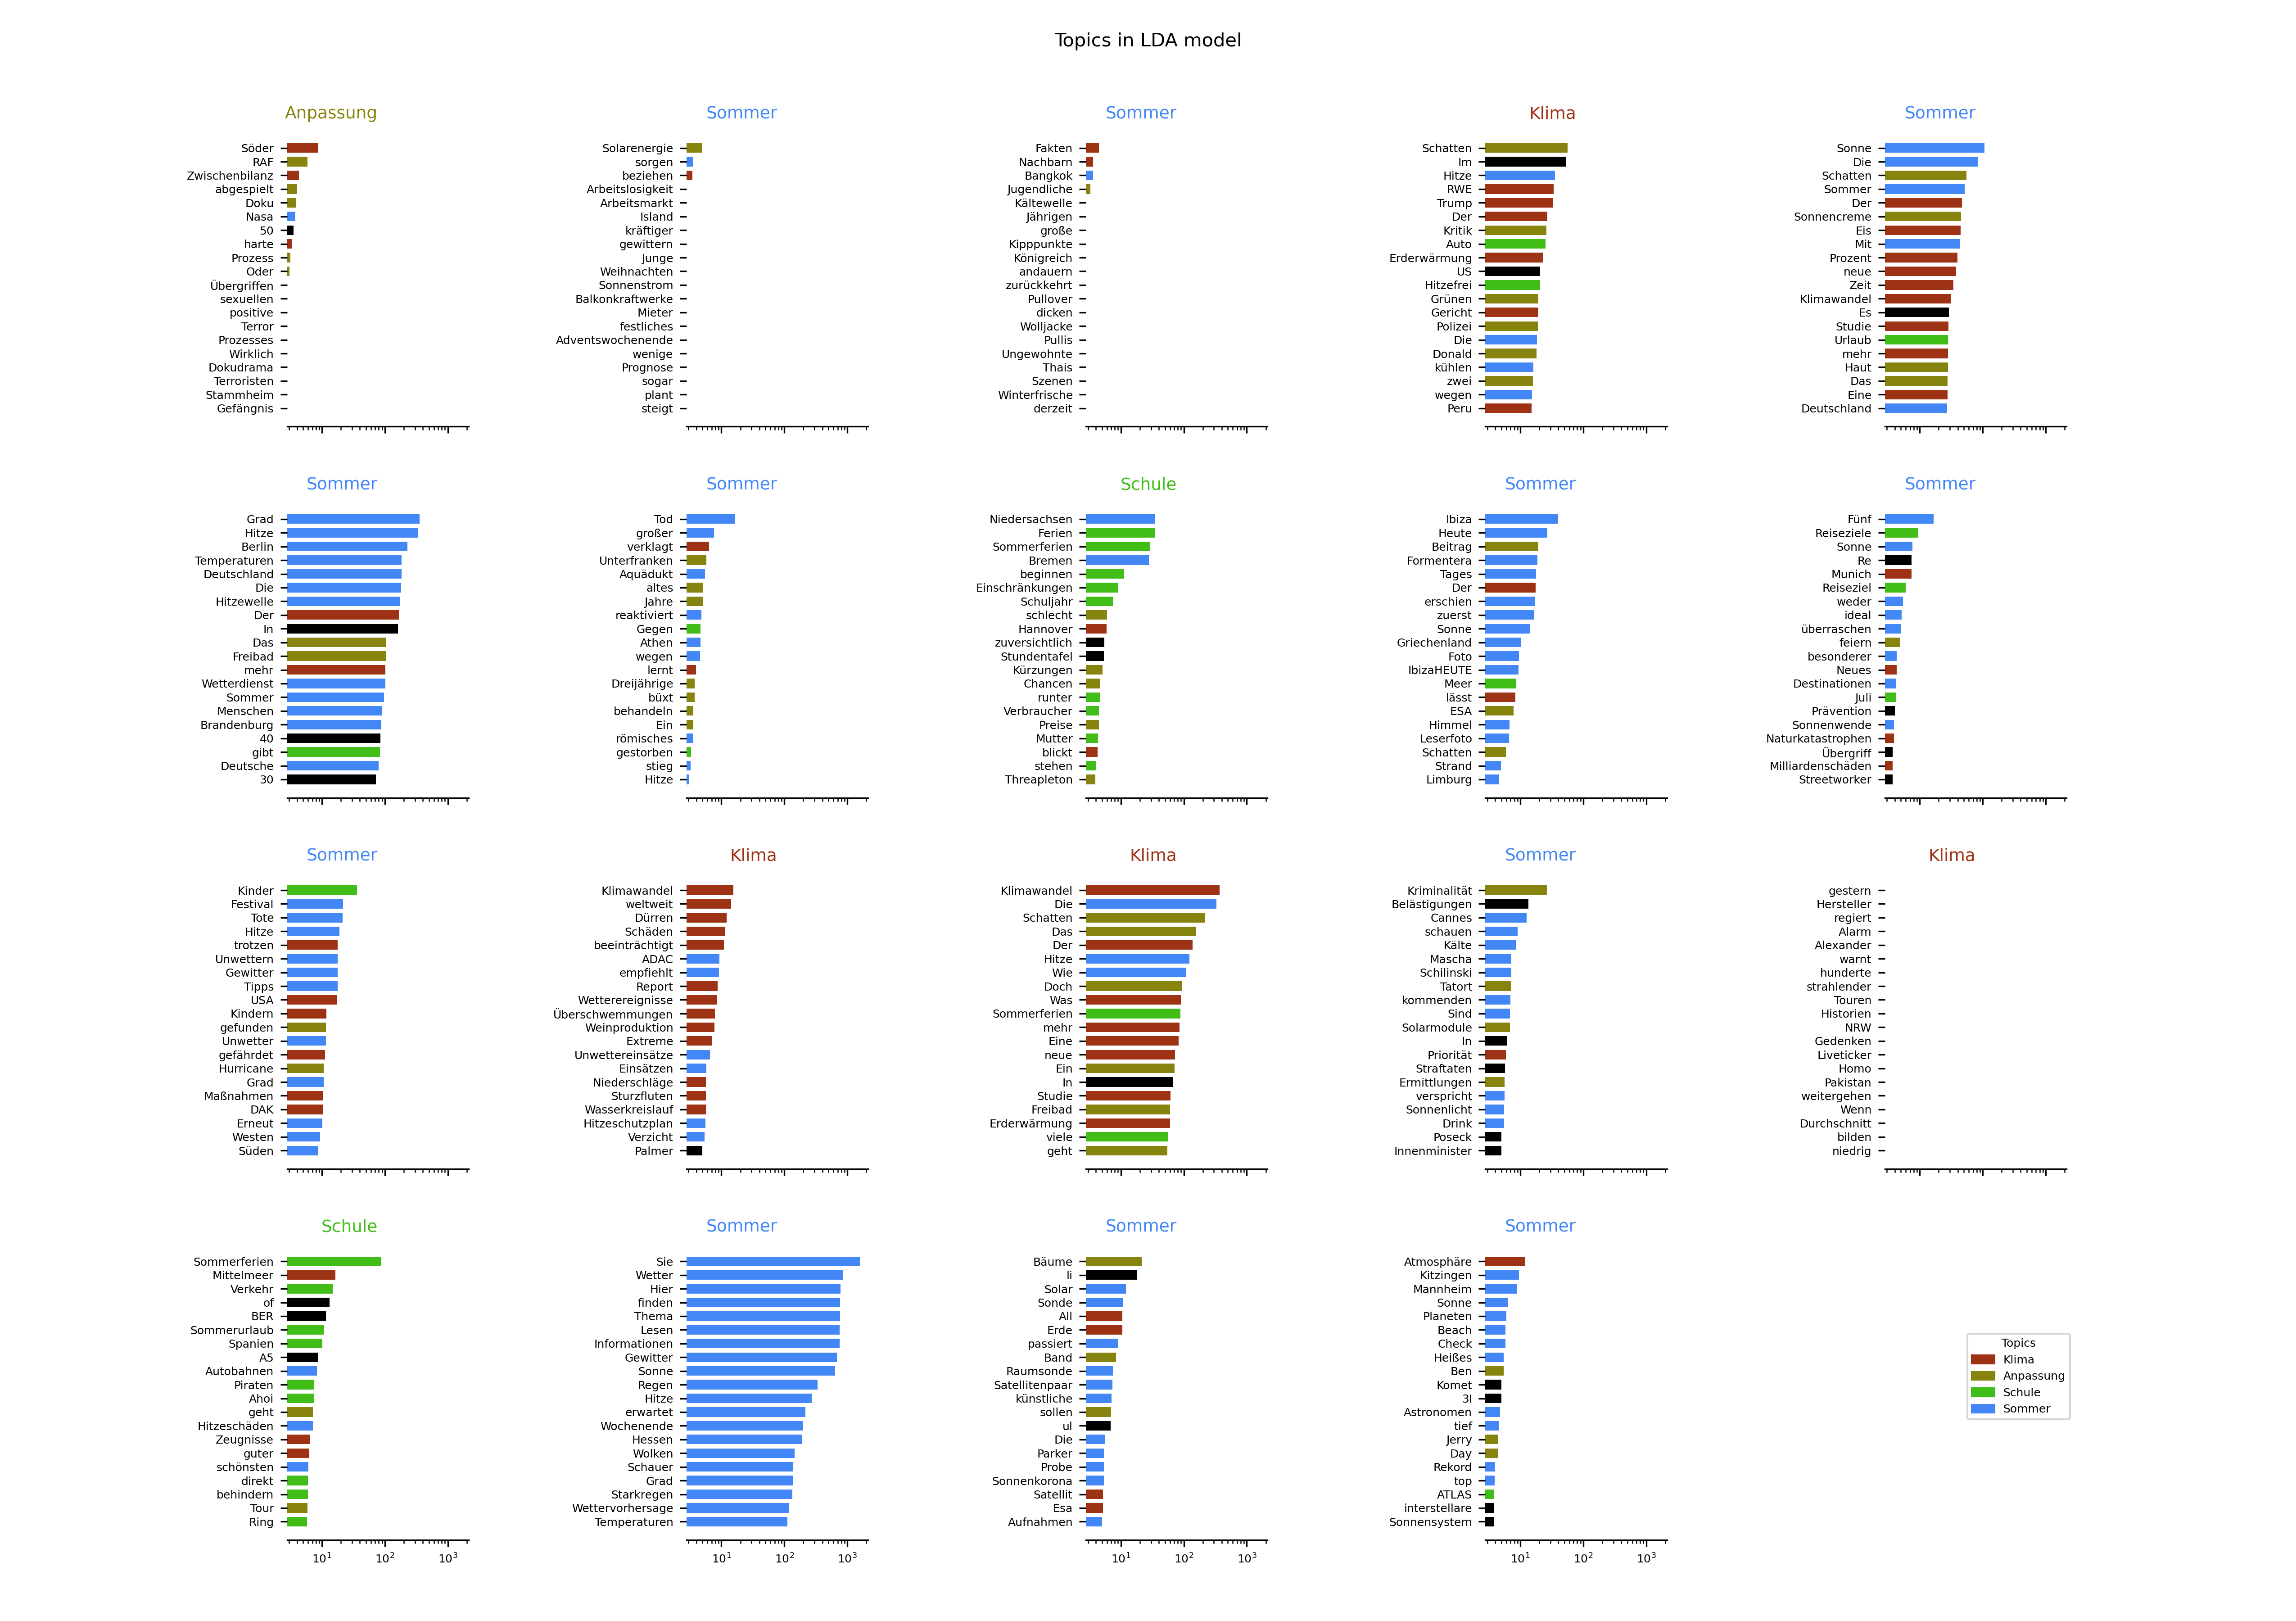 Topics in LDA model
Anpassung
Söder
RAF
Zwischenbilanz
abgespielt
Doku
Nasa
50
harte
Prozess
Oder
Übergriffen
sexuellen
positive
Terror
Prozesses
Wirklich
Dokudrama
Terroristen
Stammheim
Gefängnis
Sommer
Solarenergie
sorgen
beziehen
Arbeitslosigkeit
Arbeitsmarkt
Island
kräftiger
gewittern
Junge
Weihnachten
Sonnenstrom
Balkonkraftwerke
Mieter
festliches
Adventswochenende
wenige
Prognose
sogar
plant
steigt
Sommer
Fakten
Nachbarn
Bangkok
Jugendliche
Kältewelle
Jährigen
große
Kipppunkte
Königreich
andauern
zurückkehrt
Pullover
dicken
Wolljacke
Pullis
Ungewohnte
Thais
Szenen
Winterfrische
derzeit
Klima
Schatten
Im
Hitze
RWE
Trump
Der
Kritik
Auto
Erderwärmung
US
Hitzefrei
Grünen
Gericht
Polizei
Die
Donald
kühlen
zwei
wegen
Peru
Sommer
Sonne
Die
Schatten
Sommer
Der
Sonnencreme
Eis
Mit
Prozent
neue
Zeit
Klimawandel
Es
Studie
Urlaub
mehr
Haut
Das
Eine
Deutschland
Sommer
Grad
Hitze
Berlin
Temperaturen
Deutschland
Die
Hitzewelle
Der
In
Das
Freibad
mehr
Wetterdienst
Sommer
Menschen
Brandenburg
40
gibt
Deutsche
30
Sommer
Tod
großer
verklagt
Unterfranken
Aquädukt
altes
Jahre
reaktiviert
Gegen
Athen
wegen
lernt
Dreijährige
büxt
behandeln
Ein
römisches
gestorben
stieg
Hitze
Schule
Niedersachsen
Ferien
Sommerferien
Bremen
beginnen
Einschränkungen
Schuljahr
schlecht
Hannover
zuversichtlich
Stundentafel
Kürzungen
Chancen
runter
Verbraucher
Preise
Mutter
blickt
stehen
Threapleton
Sommer
Ibiza
Heute
Beitrag
Formentera
Tages
Der
erschien
zuerst
Sonne
Griechenland
Foto
IbizaHEUTE
Meer
lässt
ESA
Himmel
Leserfoto
Schatten
Strand
Limburg
Sommer
Fünf
Reiseziele
Sonne
Re
Munich
Reiseziel
weder
ideal
überraschen
feiern
besonderer
Neues
Destinationen
Juli
Prävention
Sonnenwende
Naturkatastrophen
Übergriff
Milliardenschäden
Streetworker
Sommer
Kinder
Festival
Tote
Hitze
trotzen
Unwettern
Gewitter
Tipps
USA
Kindern
gefunden
Unwetter
gefährdet
Hurricane
Grad
Maßnahmen
DAK
Erneut
Westen
Süden
Klima
Klimawandel
weltweit
Dürren
Schäden
beeinträchtigt
ADAC
empfiehlt
Report
Wetterereignisse
Überschwemmungen
Weinproduktion
Extreme
Unwettereinsätze
Einsätzen
Niederschläge
Sturzfluten
Wasserkreislauf
Hitzeschutzplan
Verzicht
Palmer
Klima
Klimawandel
Die
Schatten
Das
Der
Hitze
Wie
Doch
Was
Sommerferien
mehr
Eine
neue
Ein
In
Studie
Freibad
Erderwärmung
viele
geht
Sommer
Kriminalität
Belästigungen
Cannes
schauen
Kälte
Mascha
Schilinski
Tatort
kommenden
Sind
Solarmodule
In
Priorität
Straftaten
Ermittlungen
verspricht
Sonnenlicht
Drink
Poseck
Innenminister
Klima
gestern
Hersteller
regiert
Alarm
Alexander
warnt
hunderte
strahlender
Touren
Historien
NRW
Gedenken
Liveticker
Homo
Pakistan
weitergehen
Wenn
Durchschnitt
bilden
niedrig
Schule
Sommerferien
Mittelmeer
Verkehr
of
BER
Sommerurlaub
Spanien
A5
Autobahnen
Piraten
Ahoi
geht
Hitzeschäden
Zeugnisse
guter
schönsten
direkt
behindern
Tour
Ring
10¹ 10² 10³
Sommer
Sie
Wetter
Hier
finden
Thema
Lesen
Informationen
Gewitter
Sonne
Regen
Hitze
erwartet
Wochenende
Hessen
Wolken
Schauer
Grad
Starkregen
Wettervorhersage
Temperaturen
10¹ 10² 10³
Sommer
Bäume
li
Solar
Sonde
All
Erde
passiert
Band
Raumsonde
Satellitenpaar
künstliche
sollen
ul
Die
Parker
Probe
Sonnenkorona
Satellit
Esa
Aufnahmen
10¹ 10² 10³
Sommer
Atmosphäre
Kitzingen
Mannheim
Sonne
Planeten
Beach
Check
Heißes
Ben
Komet
3I
Astronomen
tief
Jerry
Day
Rekord
top
ATLAS
interstellare
Sonnensystem
10¹ 10² 10³
Topics
Klima
Anpassung
Schule
Sommer